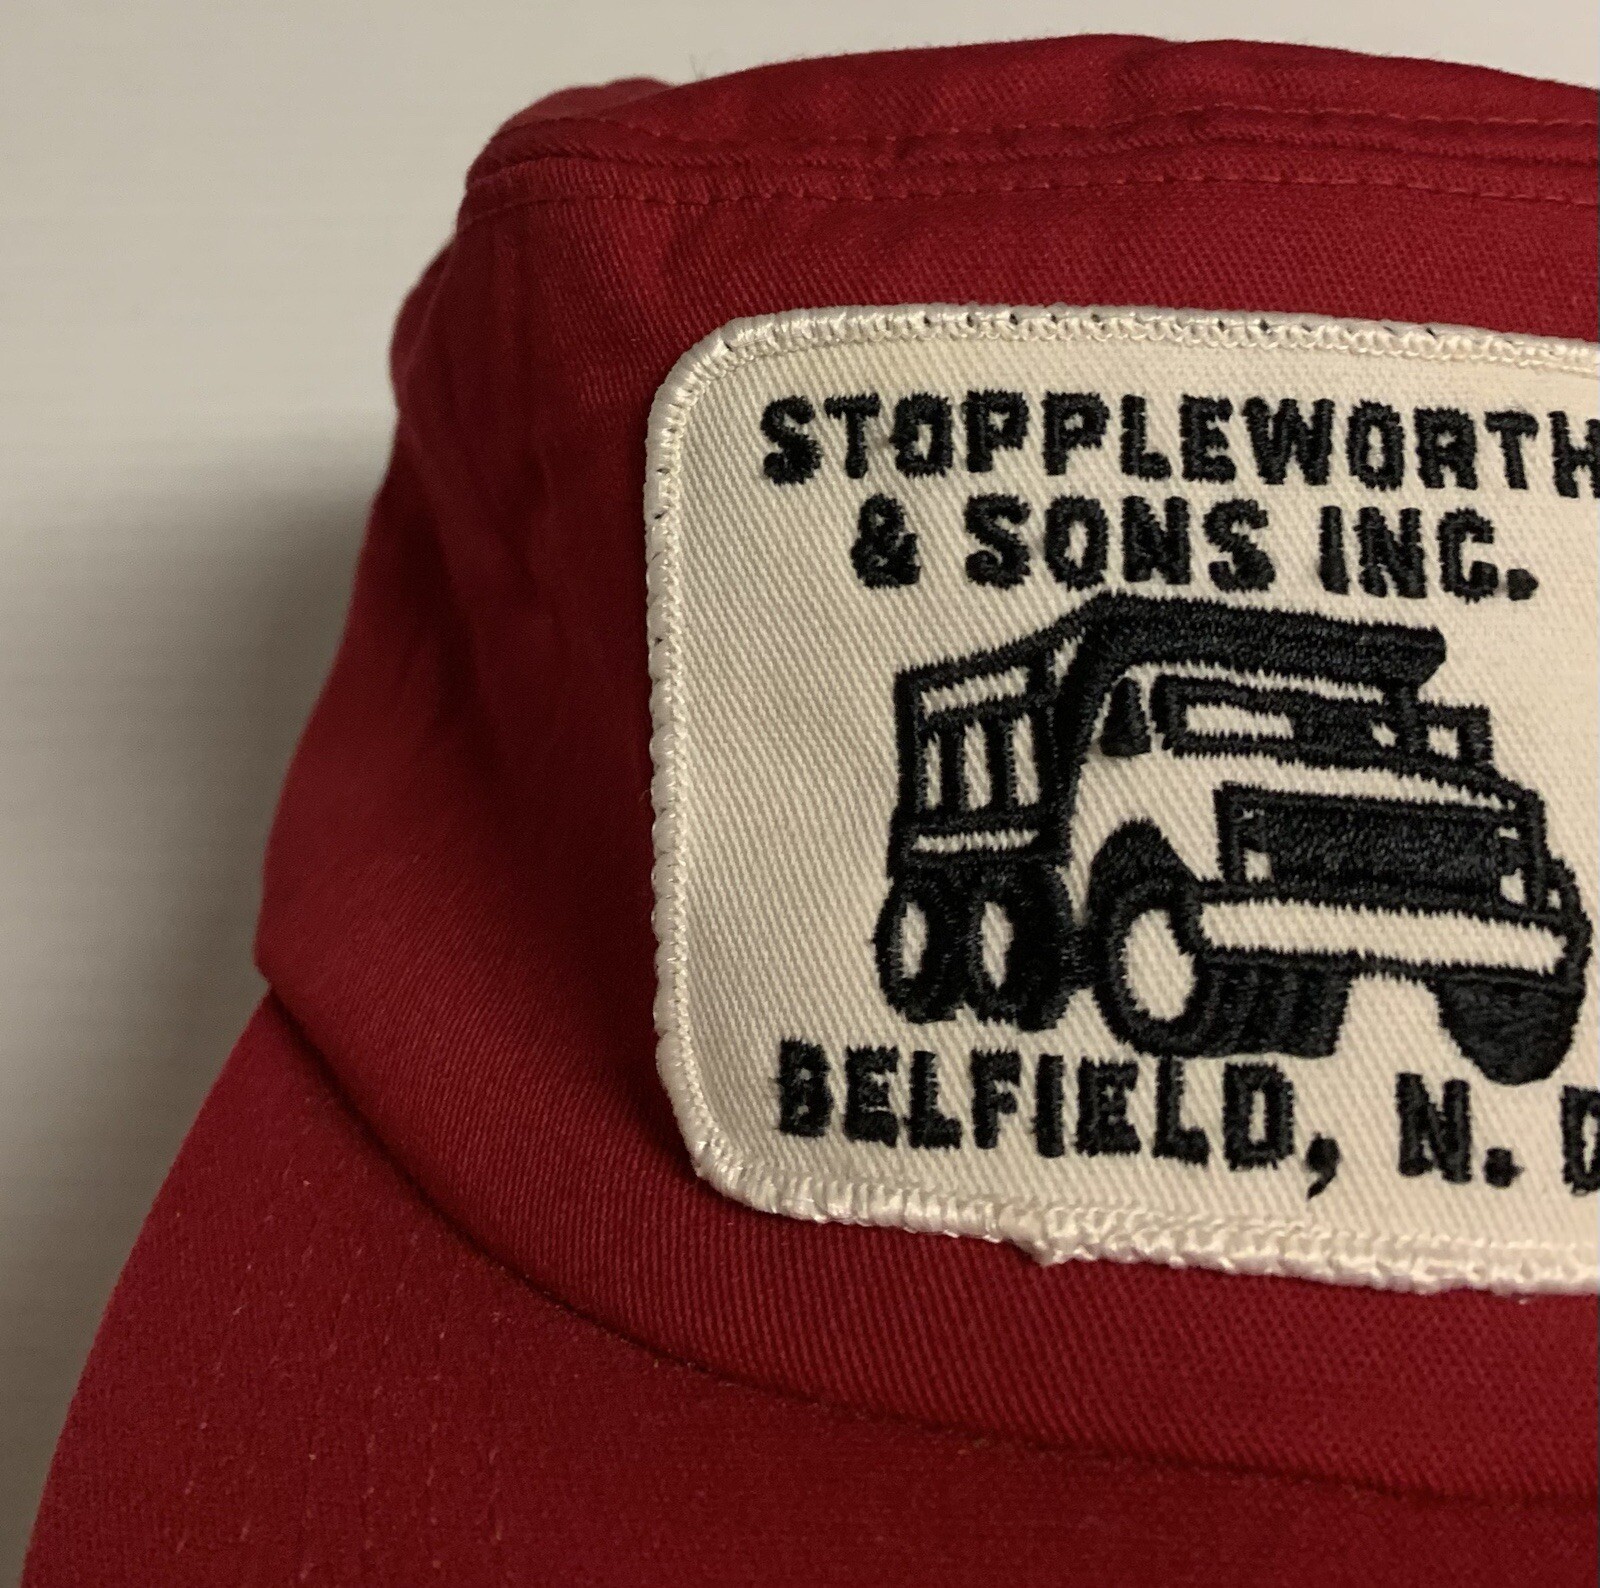 STOPPLEWORTH
& SONS INC.
BELFIELD, N. D